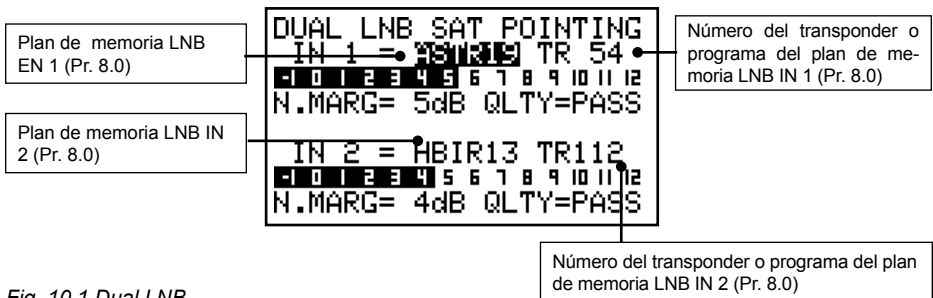 DUAL LNB SAT POINTING
Plan de memoria LNB
EN 1 (Pr. 8.0)
IN 1 = ASTR19 TR 54
Número del transponder o
programa del plan de me-
moria LNB IN 1 (Pr. 8.0)
-1 0 1 2 3 4 5 6 7 8 9 10 11 12
N.MARG= 5dB QLTY=PASS
Plan de memoria LNB IN
2 (Pr. 8.0)
IN 2 = HBIR13 TR112
-1 0 1 2 3 4 5 6 7 8 9 10 11 12
N.MARG= 4dB QLTY=PASS
Número del transponder o programa del plan
de memoria LNB IN 2 (Pr. 8.0)
Fig. 10.1 Dual LNB